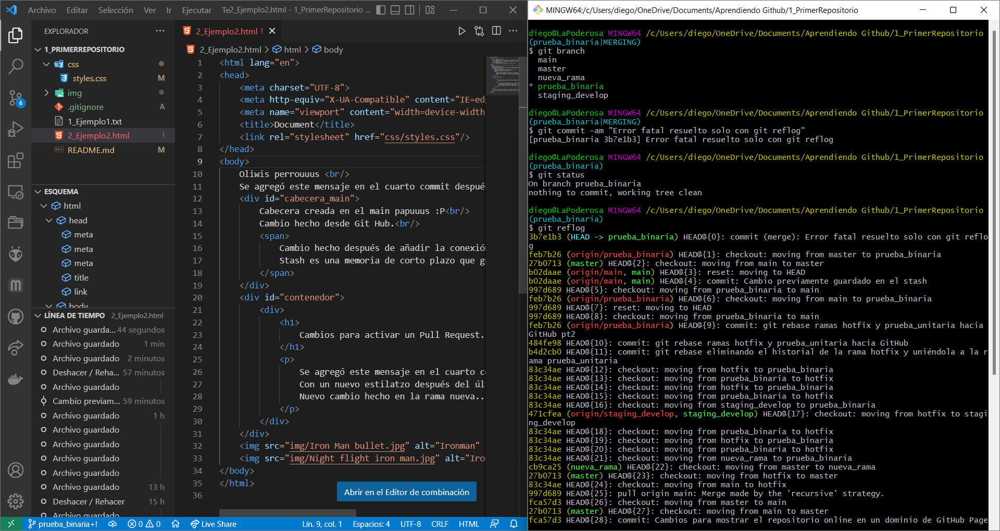 Archivo Editar Selección Ver Ir Ejecutar Te2_Ejemplo2.html - 1_PrimerRepositorio ...
EXPLORADOR
1_PRIMERREPOSITORIO
css
styles.css M
img
.gitignore A
1_Ejemplo1.txt
2_Ejemplo2.html !
README.md M
ESQUEMA
html
head
meta
meta
meta
title
link
body
LÍNEA DE TIEMPO 2_Ejemplo2.html
Archivo guarda... 44 segundos
Archivo guardado 1 min
Archivo guardado 2 minutos
Deshacer / Reha... 57 minutos
Archivo guardado
Cambio previam... 59 minutos
Archivo guardado 1 h
Archivo guardado
Archivo guardado
Archivo guardado
Archivo guardado
Archivo guardado 13 h
Deshacer / Rehacer 15 h
Archivo guardado
6
2_Ejemplo2.html !
2_Ejemplo2.html > html > body
1 <html lang="en">
2 <head>
3 <meta charset="UTF-8">
4 <meta http-equiv="X-UA-Compatible" content="IE=edg
5 <meta name="viewport" content="width=device-width
6 <title>Document</title>
7 <link rel="stylesheet" href="css/styles.css"/>
8 </head>
9 <body>
10 Oliwis perrouuus <br/>
11 Se agregó este mensaje en el cuarto commit despué
12 <div id="cabecera_main">
13 Cabecera creada en el main papuuus :P<br/>
14 Cambio hecho desde Git Hub.<br/>
15 <span>
16 Cambio hecho después de añadir la conexión
17 Stash es una memoria de corto plazo que g
18 </span>
19 </div>
20 <div id="contenedor">
21 <div>
22 <h1>
23 Cambios para activar un Pull Request.
24 </h1>
25 <p>
26 Se agregó este mensaje en el cuarto c
27 Con un nuevo estilatzo después del úl
28 Nuevo cambio hecho en la rama nueva..
29 </p>
30 </div>
31 </div>
32 <img src="img/Iron Man bullet.jpg" alt="Ironman"
33 <img src="img/Night flight iron man.jpg" alt="Iro
34 </body>
35 </html>
36
Abrir en el Editor de combinación
prueba_binaria+! 0 0 Live Share Lín. 9, col. 1 Espacios: 4 UTF-8 CRLF HTML
MINGW64:/c/Users/diego/OneDrive/Documents/Aprendiendo Github/1_PrimerRepositorio
diego@LaPoderosa MINGW64 /c/Users/diego/OneDrive/Documents/Aprendiendo Github/1_PrimerRepositorio
(prueba_binaria|MERGING)
$ git branch
main
master
nueva_rama
* prueba_binaria
staging_develop
diego@LaPoderosa MINGW64 /c/Users/diego/OneDrive/Documents/Aprendiendo Github/1_PrimerRepositorio
(prueba_binaria|MERGING)
$ git commit -am "Error fatal resuelto solo con git reflog"
[prueba_binaria 3b7e1b3] Error fatal resuelto solo con git reflog
diego@LaPoderosa MINGW64 /c/Users/diego/OneDrive/Documents/Aprendiendo Github/1_PrimerRepositorio
(prueba_binaria)
$ git status
On branch prueba_binaria
nothing to commit, working tree clean
diego@LaPoderosa MINGW64 /c/Users/diego/OneDrive/Documents/Aprendiendo Github/1_PrimerRepositorio
(prueba_binaria)
$ git reflog
3b7e1b3 (HEAD -> prueba_binaria) HEAD@{0}: commit (merge): Error fatal resuelto solo con git reflo
g
feb7b26 (origin/prueba_binaria) HEAD@{1}: checkout: moving from master to prueba_binaria
27b0713 (master) HEAD@{2}: checkout: moving from main to master
b02daae (origin/main, main) HEAD@{3}: reset: moving to HEAD
b02daae (origin/main, main) HEAD@{4}: commit: Cambio previamente guardado en el stash
997d689 HEAD@{5}: checkout: moving from prueba_binaria to main
feb7b26 (origin/prueba_binaria) HEAD@{6}: checkout: moving from main to prueba_binaria
997d689 HEAD@{7}: reset: moving to HEAD
997d689 HEAD@{8}: checkout: moving from prueba_binaria to main
feb7b26 (origin/prueba_binaria) HEAD@{9}: commit: git rebase ramas hotfix y prueba_unitaria hacia
GitHub pt2
484fe98 HEAD@{10}: commit: git rebase ramas hotfix y prueba_unitaria hacia GitHub
b4d2cb0 HEAD@{11}: commit: git rebase eliminando el historial de la rama hotfix y uniéndola a la r
ama prueba_unitaria
83c34ae HEAD@{12}: checkout: moving from hotfix to prueba_binaria
83c34ae HEAD@{13}: checkout: moving from prueba_binaria to hotfix
83c34ae HEAD@{14}: checkout: moving from hotfix to prueba_binaria
83c34ae HEAD@{15}: checkout: moving from prueba_binaria to hotfix
83c34ae HEAD@{16}: checkout: moving from staging_develop to prueba_binaria
471cfea (origin/staging_develop, staging_develop) HEAD@{17}: checkout: moving from hotfix to stagi
ng_develop
83c34ae HEAD@{18}: checkout: moving from prueba_binaria to hotfix
83c34ae HEAD@{19}: checkout: moving from hotfix to prueba_binaria
83c34ae HEAD@{20}: checkout: moving from prueba_binaria to hotfix
83c34ae HEAD@{21}: checkout: moving from nueva_rama to prueba_binaria
cb9ca25 (nueva_rama) HEAD@{22}: checkout: moving from master to nueva_rama
27b0713 (master) HEAD@{23}: checkout: moving from hotfix to master
83c34ae HEAD@{24}: checkout: moving from main to hotfix
997d689 HEAD@{25}: pull origin main: Merge made by the 'recursive' strategy.
fca57d3 HEAD@{26}: checkout: moving from master to main
27b0713 (master) HEAD@{27}: checkout: moving from main to master
fca57d3 HEAD@{28}: commit: Cambios para mostrar el repositorio online en un dominio de GitHub Page